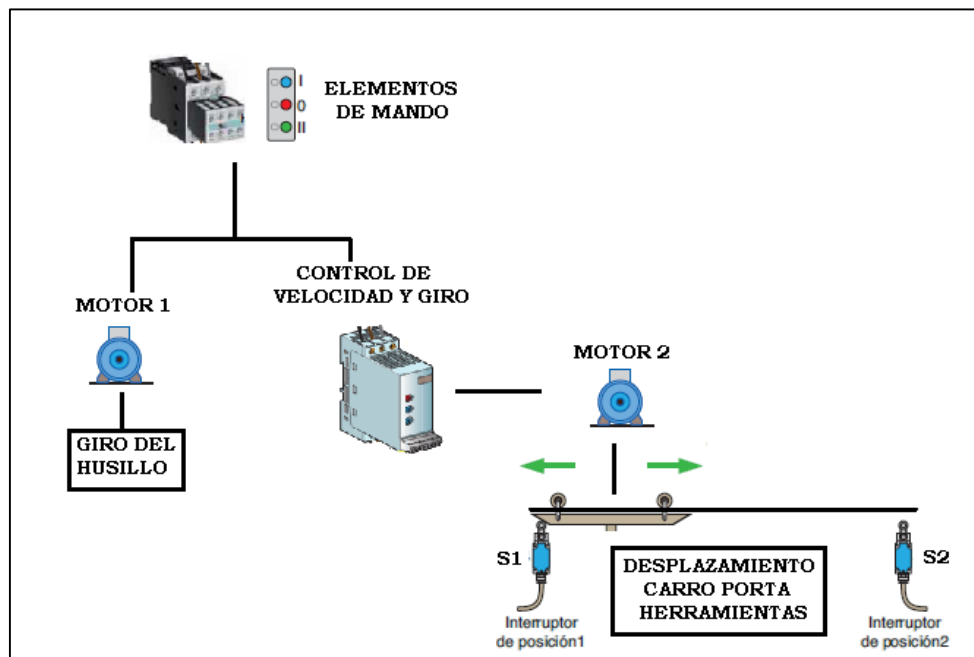 I
0
II
ELEMENTOS
DE MANDO
CONTROL DE
VELOCIDAD Y GIRO
MOTOR 1
MOTOR 2
GIRO DEL
HUSILLO
S1
DESPLAZAMIENTO
CARRO PORTA
HERRAMIENTAS
S2
Interruptor
de posición1
Interruptor
de posición2